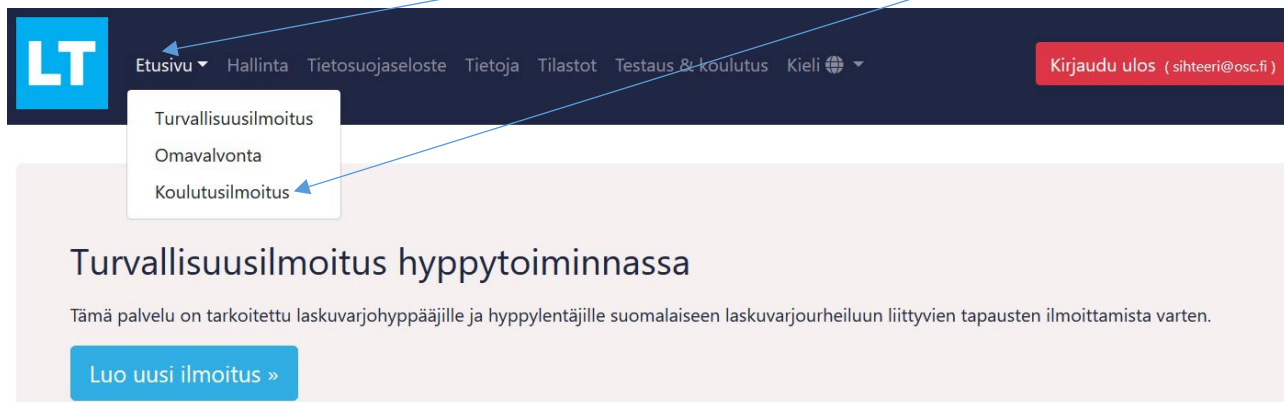 LT
Etusivu Hallinta Tietosuojaseloste Tietoja Tilastot Testaus & koulutus Kieli Kirjaudu ulos ( sihteeri@osc.fi )
Turvallisuusilmoitus
Omavalvonta
Koulutusilmoitus
Turvallisuusilmoitus hyppytoiminnassa
Tämä palvelu on tarkoitettu laskuvarjohyppääjille ja hyppylentäjille suomalaiseen laskuvarjourheiluun liittyvien tapausten ilmoittamista varten.
Luo uusi ilmoitus »